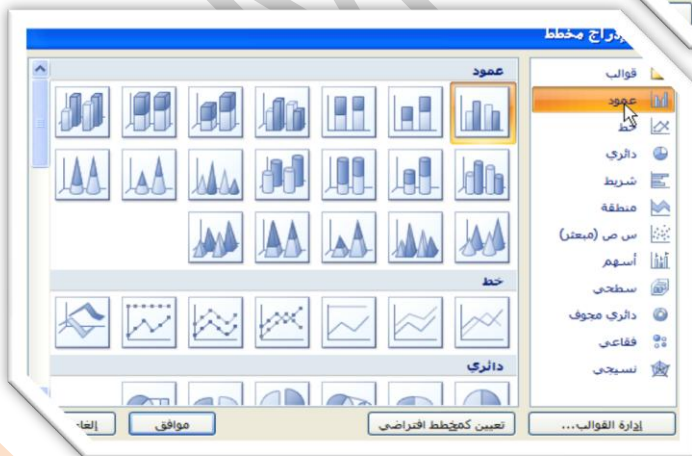 إدراج مخطط
قوالب
عمود
خط
دائري
شريط
منطقة
س ص (مبعثر)
أسهم
سطحي
دائري مجوف
فقاعي
نسيجي
إدارة القوالب...
عمود
خط
دائري
تعيين كمخطط افتراضي
موافق